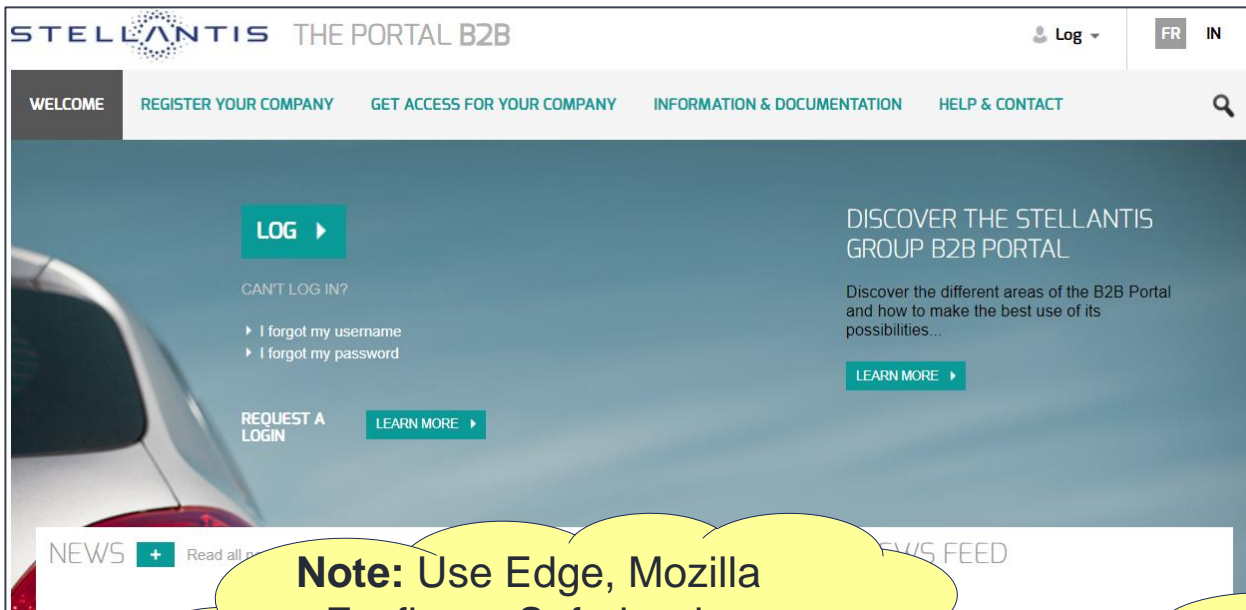 STELLANTIS THE PORTAL B2B
Log
FR IN
WELCOME REGISTER YOUR COMPANY GET ACCESS FOR YOUR COMPANY INFORMATION & DOCUMENTATION HELP & CONTACT
LOG
CAN'T LOG IN?
I forgot my username
I forgot my password
REQUEST A
LOGIN
LEARN MORE
DISCOVER THE STELLANTIS
GROUP B2B PORTAL
Discover the different areas of the B2B Portal
and how to make the best use of its
possibilities...
LEARN MORE
NEWS + Read all
FEED
Note: Use Edge, Mozilla